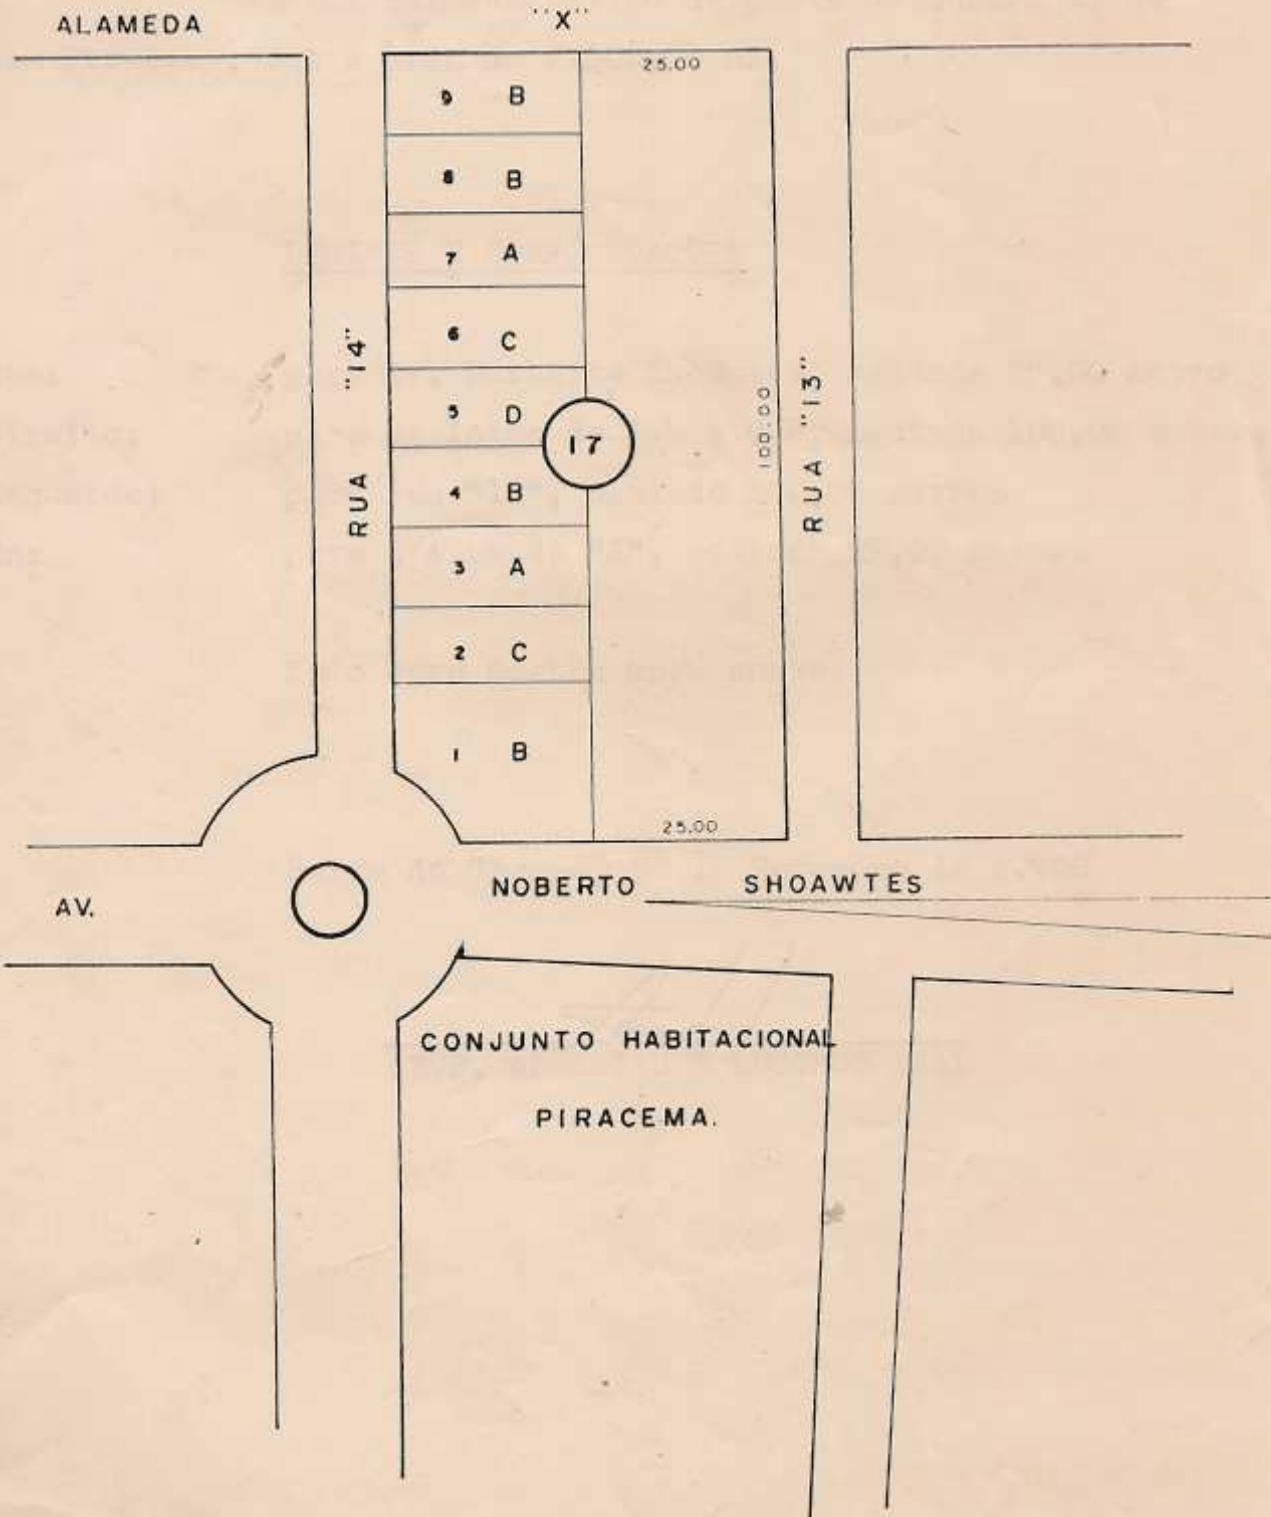 ALAMEDA "X"
25.00
9 B
8 B
7 A
6 C
5 D
17
4 B
3 A
2 C
1 B
RUA "14"
100.00
RUA "13"
25.00
AV. NOBERTO SHOAWTES
CONJUNTO HABITACIONAL
PIRACEMA.